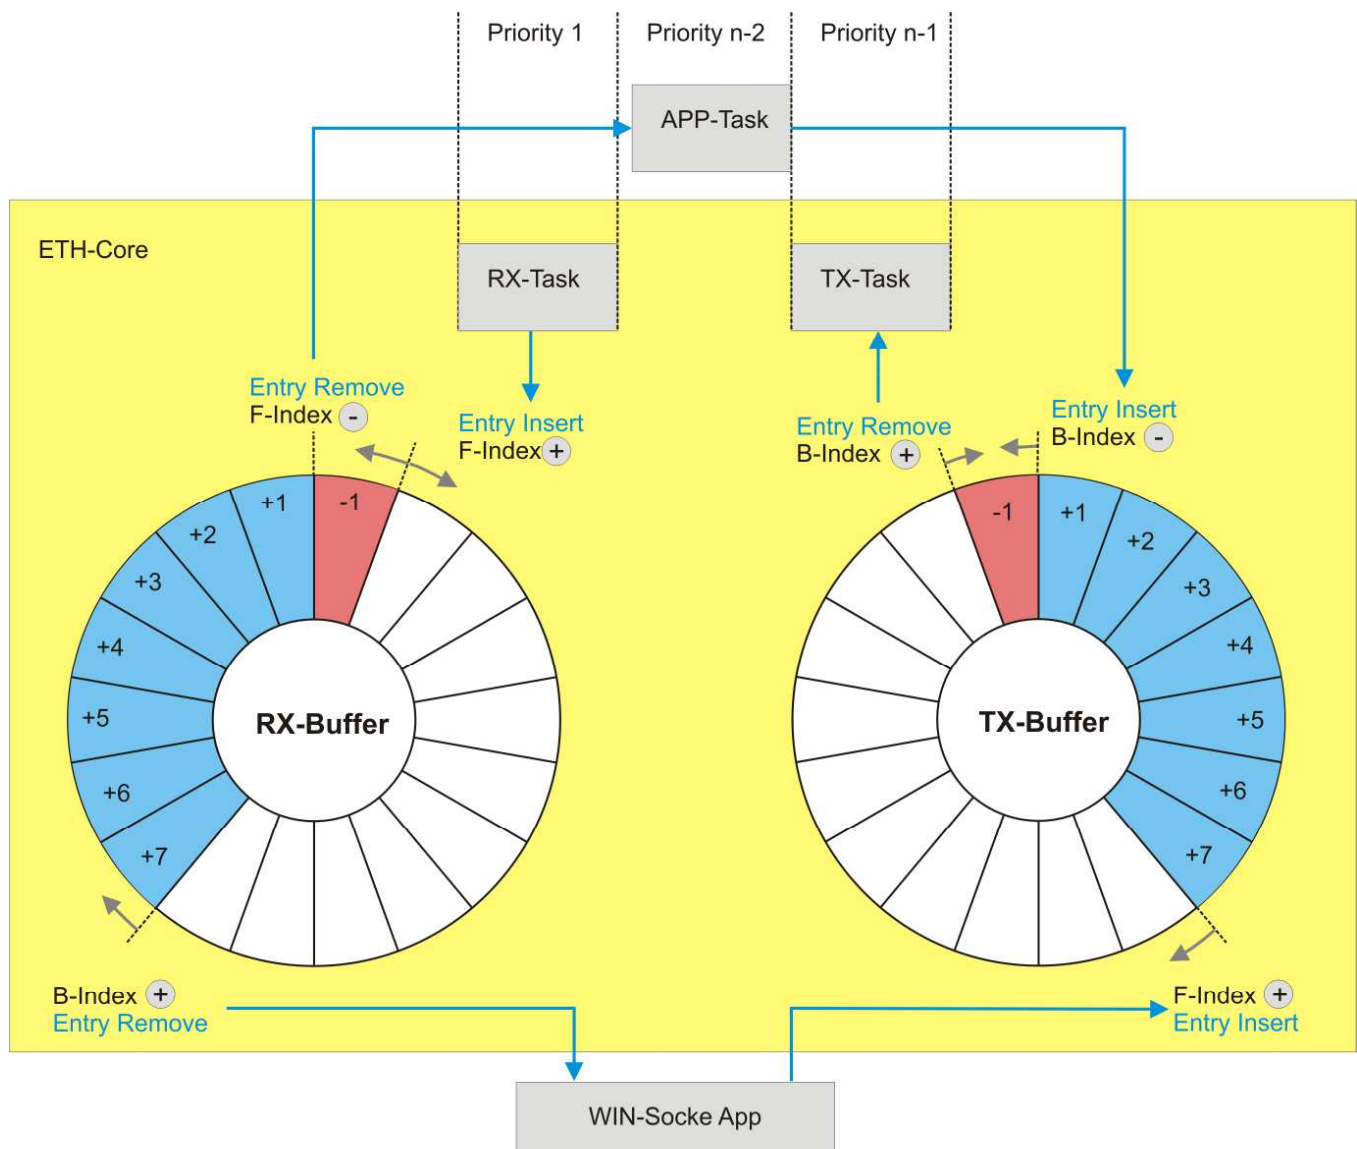 Priority 1
Priority n-2
Priority n-1
APP-Task
ETH-Core
RX-Task
TX-Task
Entry Remove
F-Index -
Entry Insert
F-Index +
Entry Remove
B-Index +
Entry Insert
B-Index -
-1
+1
+2
+3
+4
+5
+6
+7
RX-Buffer
-1
+1
+2
+3
+4
+5
+6
+7
TX-Buffer
B-Index +
Entry Remove
F-Index +
Entry Insert
WIN-Socke App